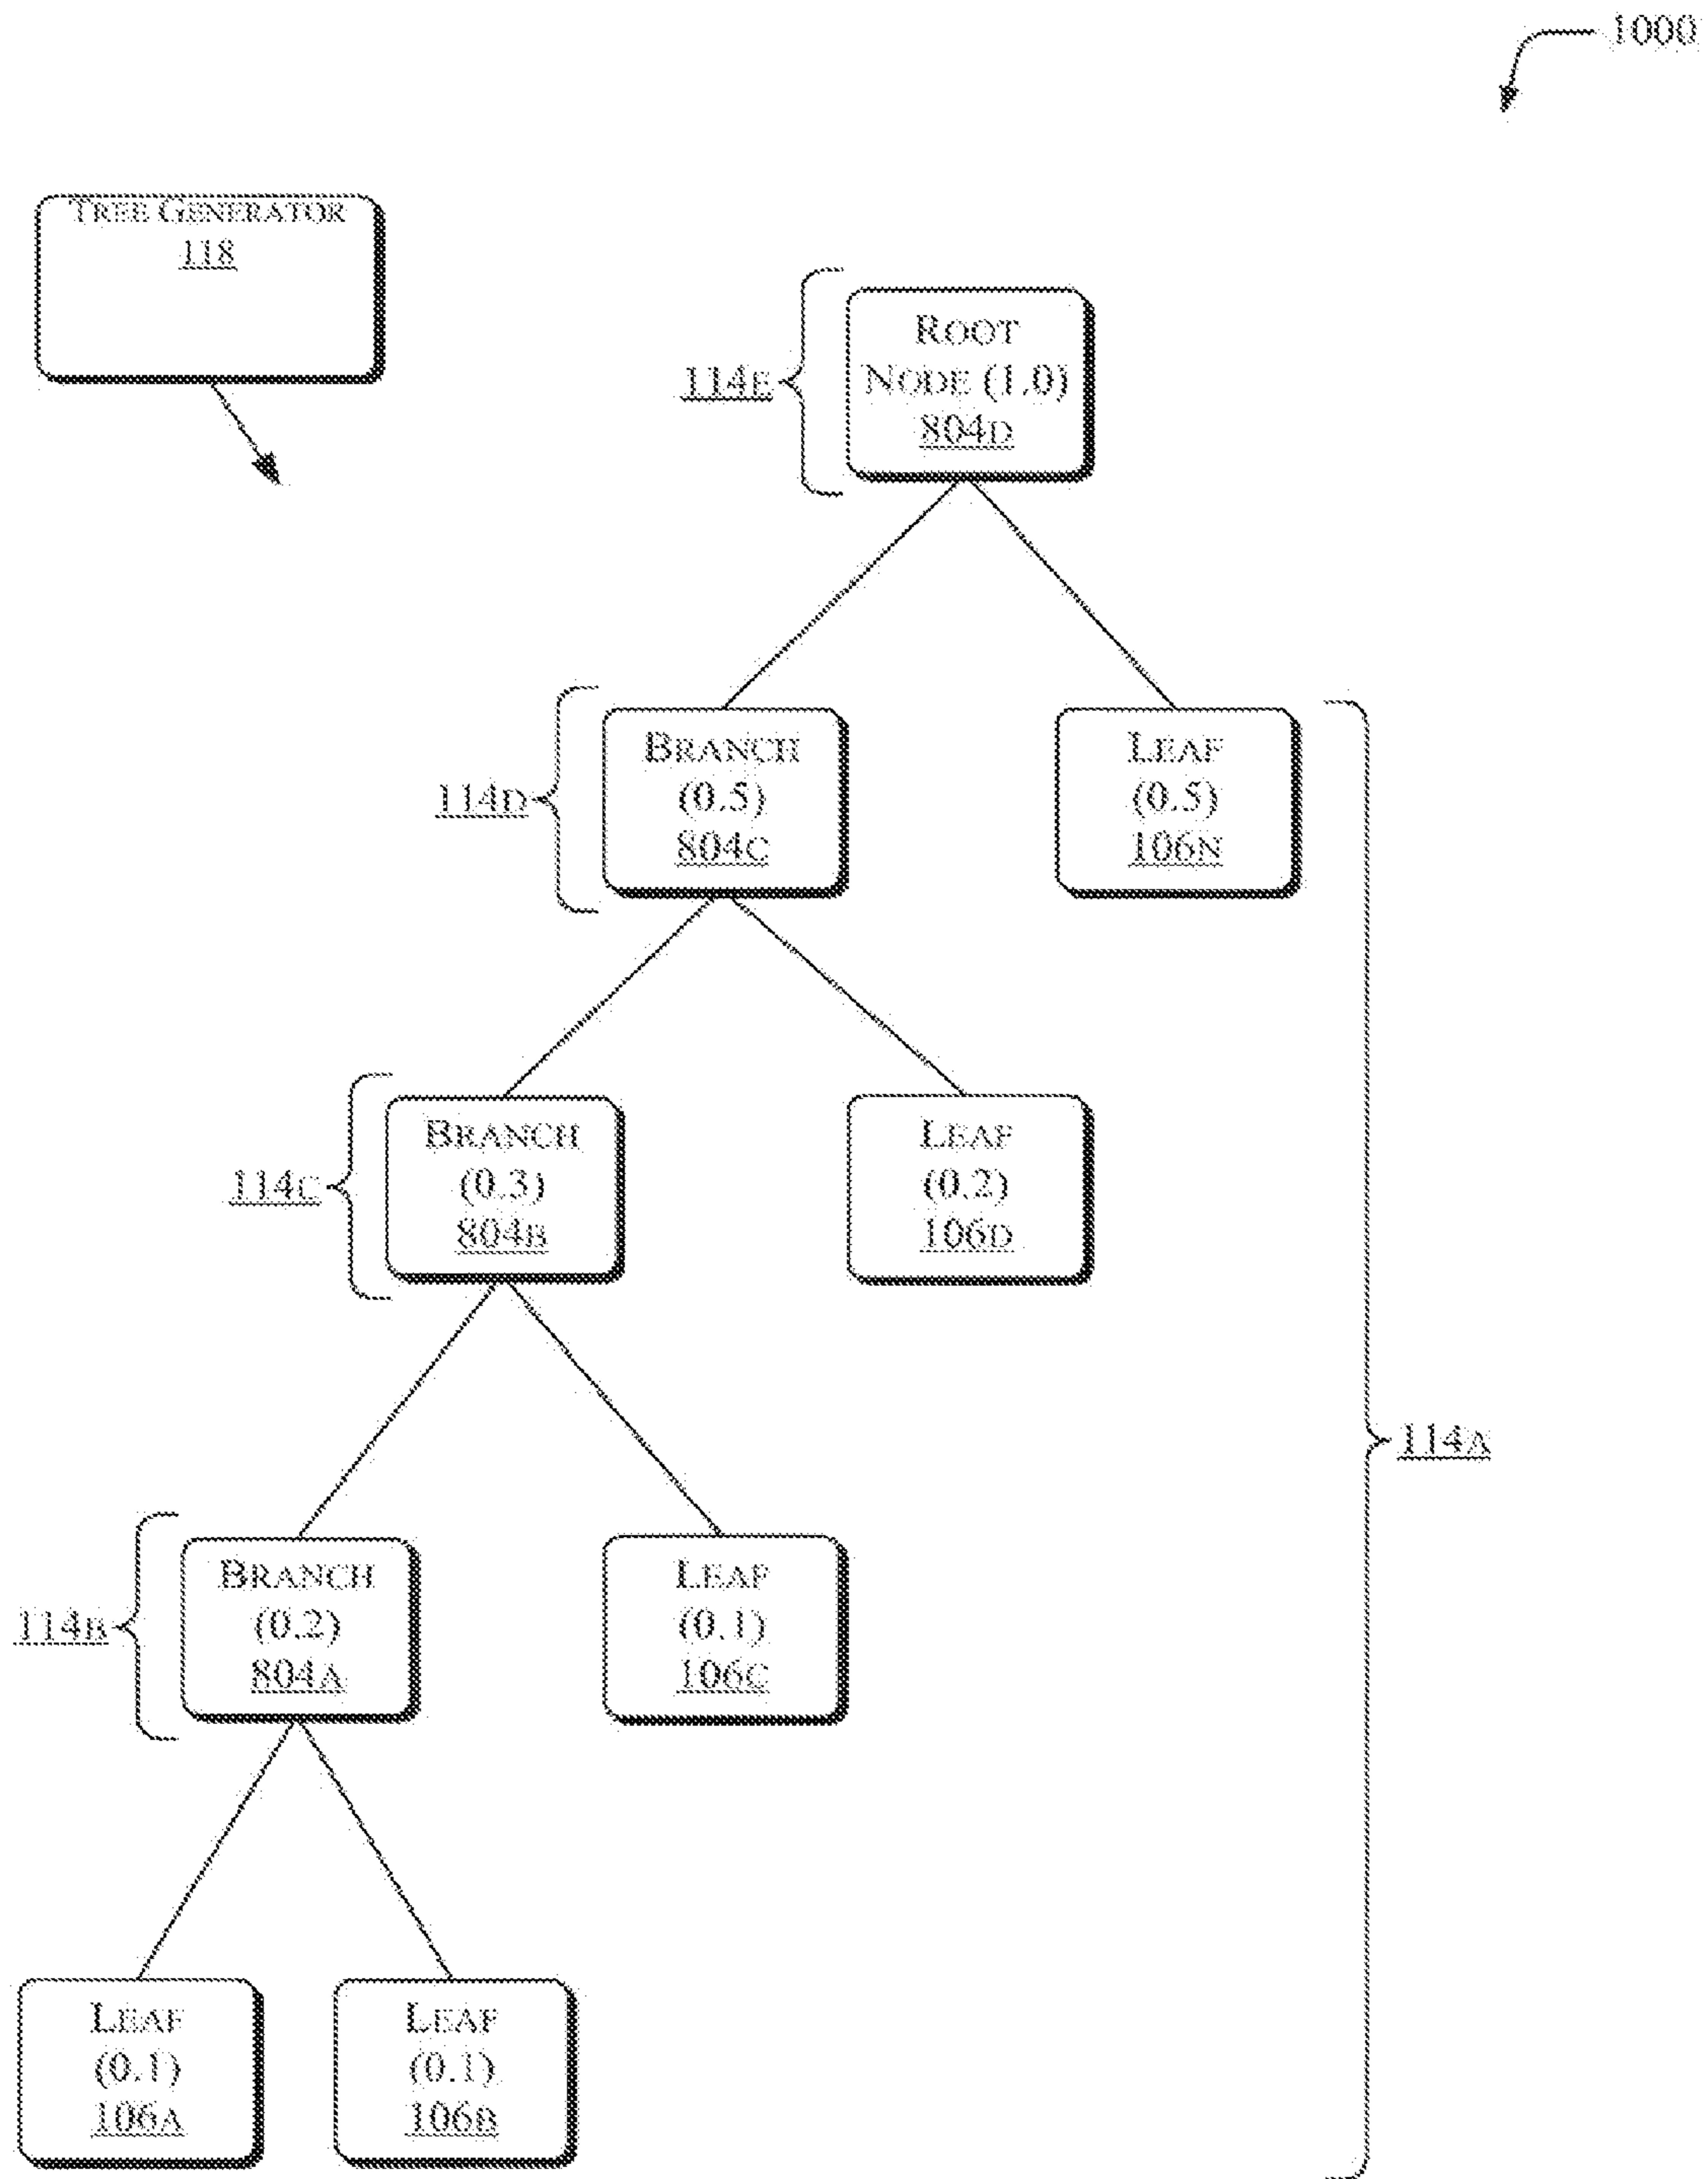 1000
TREE GENERATOR
118
ROOT
NODE (1.0)
804D
114E
BRANCH
(0.5)
804C
114D
LEAF
(0.5)
106N
BRANCH
(0.3)
804B
114C
LEAF
(0.2)
106D
114A
BRANCH
(0.2)
804A
114B
LEAF
(0.1)
106C
LEAF
(0.1)
106A
LEAF
(0.1)
106B